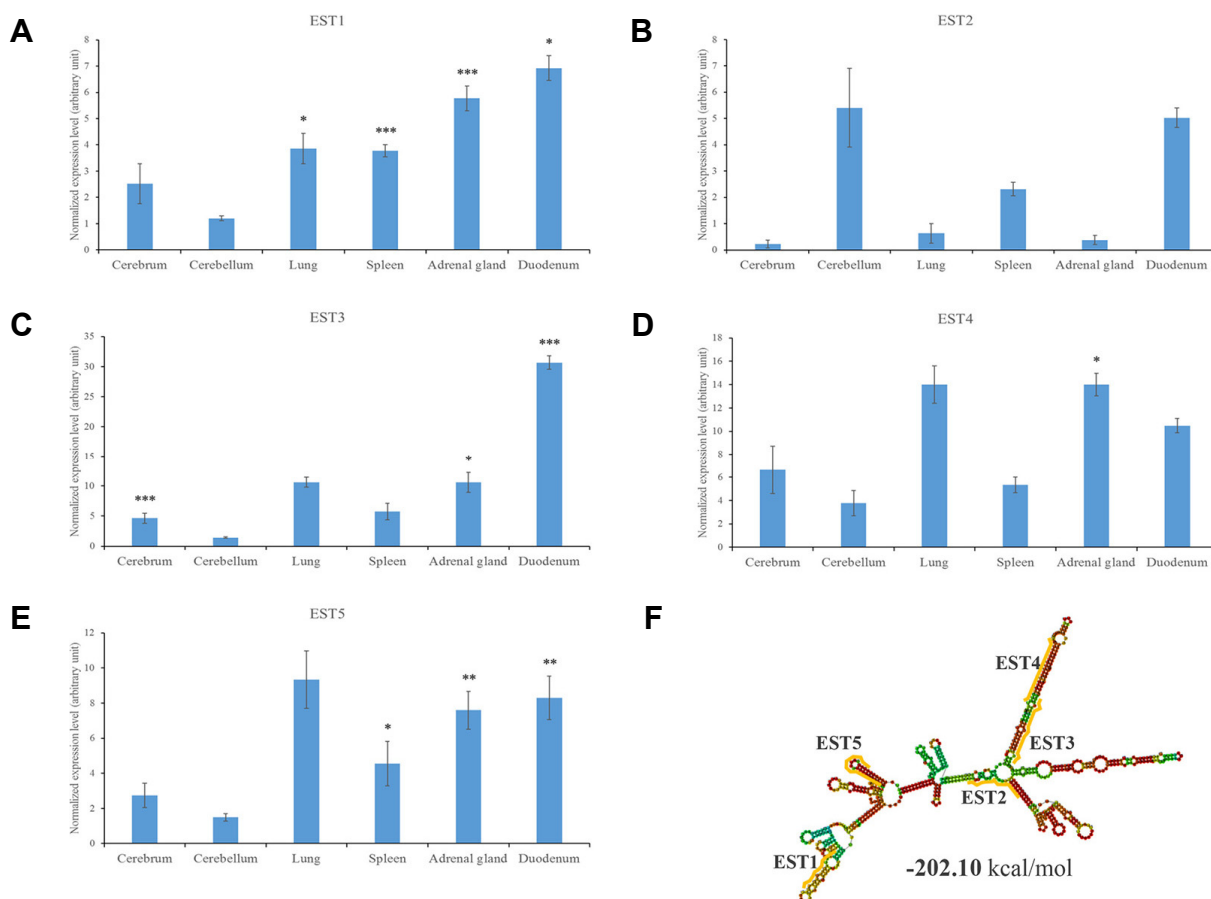 A
EST1
Normalized expression level (arbitrary unit)
8
7
6
5
4
3
2
1
0
*
***
***
*
Cerebrum Cerebellum Lung Spleen Adrenal gland Duodenum
B
EST2
Normalized expression level (arbitrary unit)
8
7
6
5
4
3
2
1
0
Cerebrum Cerebellum Lung Spleen Adrenal gland Duodenum
C
EST3
Normalized expression level (arbitrary unit)
35
30
25
20
15
10
5
0
***
*
***
Cerebrum Cerebellum Lung Spleen Adrenal gland Duodenum
D
EST4
Normalized expression level (arbitrary unit)
18
16
14
12
10
8
6
4
2
0
*
Cerebrum Cerebellum Lung Spleen Adrenal gland Duodenum
E
EST5
Normalized expression level (arbitrary unit)
12
10
8
6
4
2
0
*
**
**
Cerebrum Cerebellum Lung Spleen Adrenal gland Duodenum
F
EST4
EST5
EST3
EST2
EST1
-202.10 kcal/mol